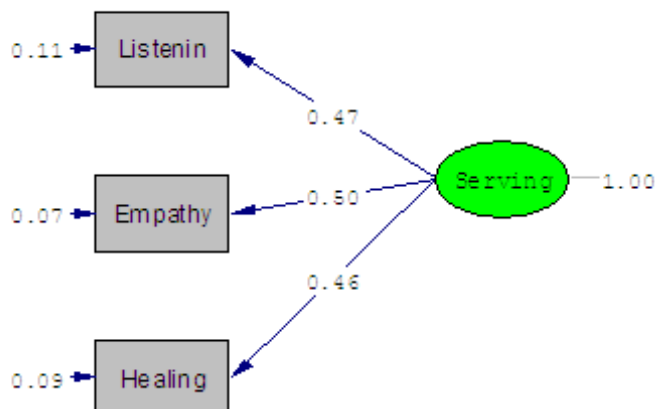 0.11 Listenin
0.47
Serving 1.00
0.07 Empathy 0.50
0.46
0.09 Healing